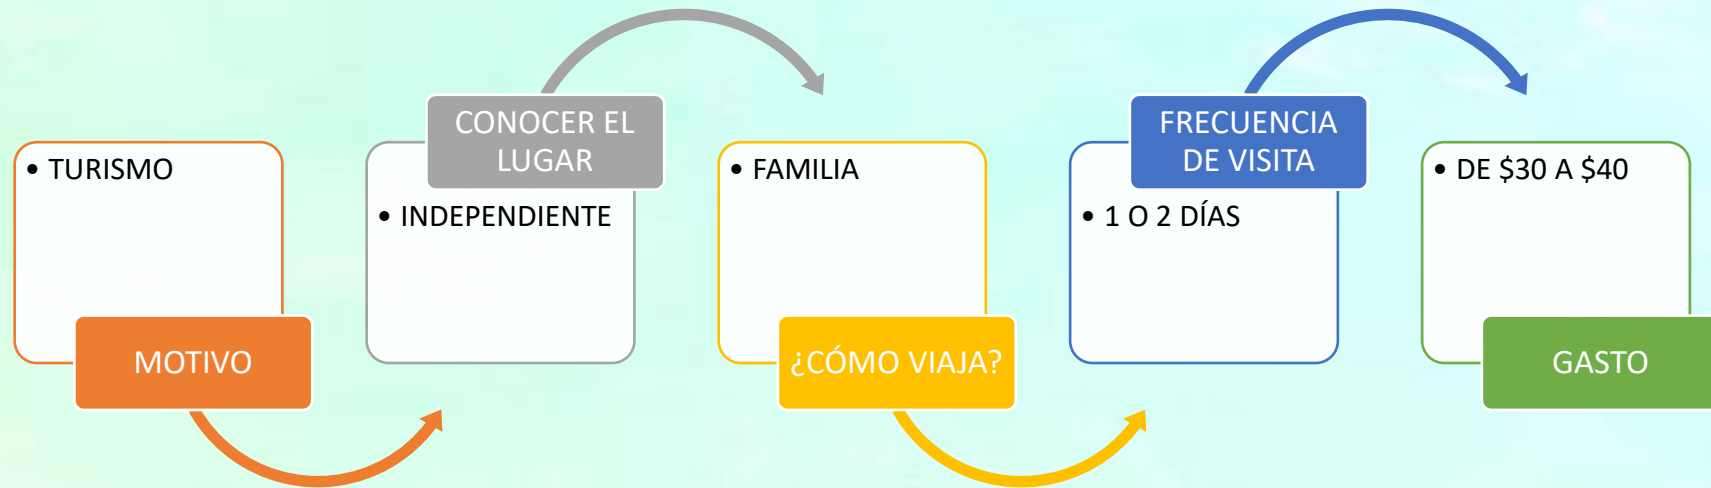 • TURISMO
MOTIVO
CONOCER EL
LUGAR
• INDEPENDIENTE
• FAMILIA
¿CÓMO VIAJA?
FRECUENCIA
DE VISITA
• 1 O 2 DÍAS
• DE $30 A $40
GASTO